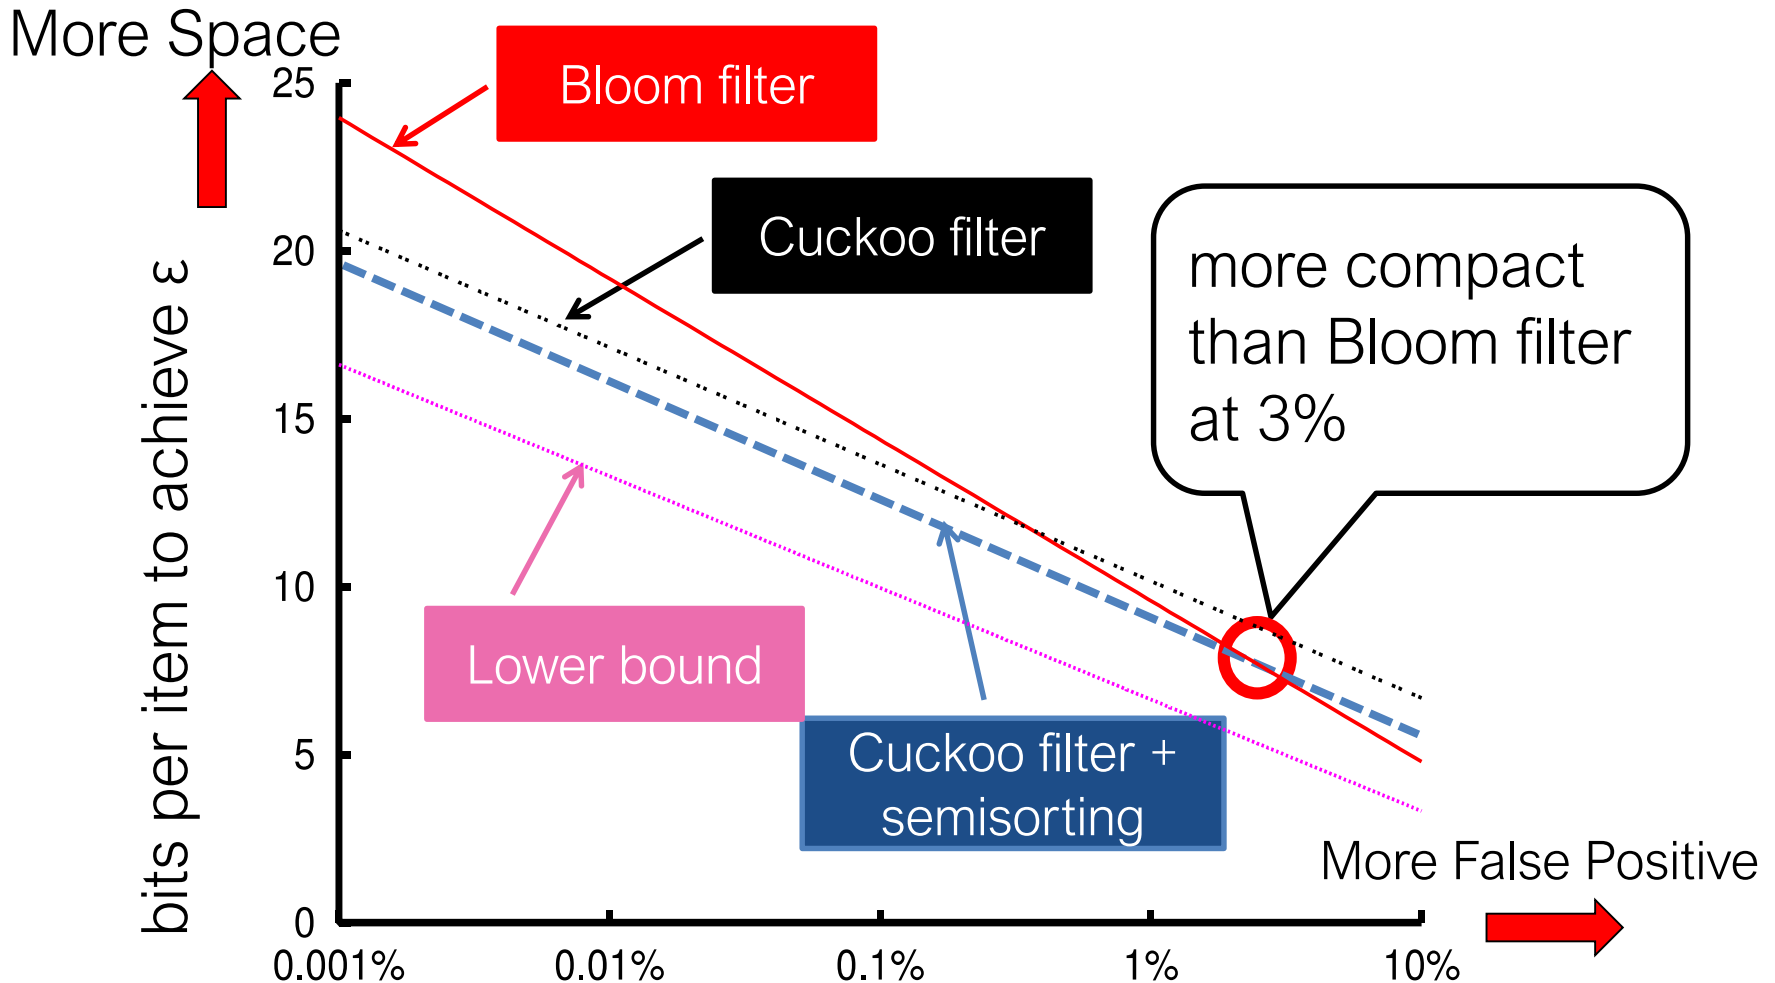 More Space
25
20
15
10
5
0
bits per item to achieve ε
Bloom filter
Cuckoo filter
more compact
than Bloom filter
at 3%
Lower bound
Cuckoo filter +
semisorting
More False Positive
0.001%
0.01%
0.1%
1%
10%